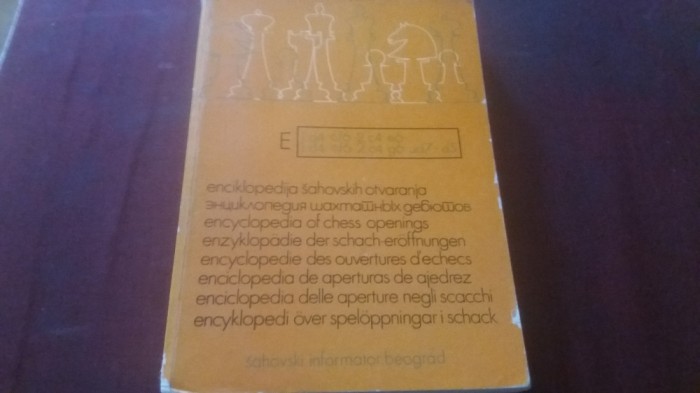 E
enciklopedija šahovskih otvaranja
энциклопедия шахматных дебютов
encyclopedia of chess openings
enzyklopädie der schach-eröffnungen
encyclopedie des ouvertures d'echecs
enciclopedia de aperturas de ajedrez
enciclopedia delle aperture negli scacchi
encyklopedi över spelöppningar i schack
šahovski informator beograd